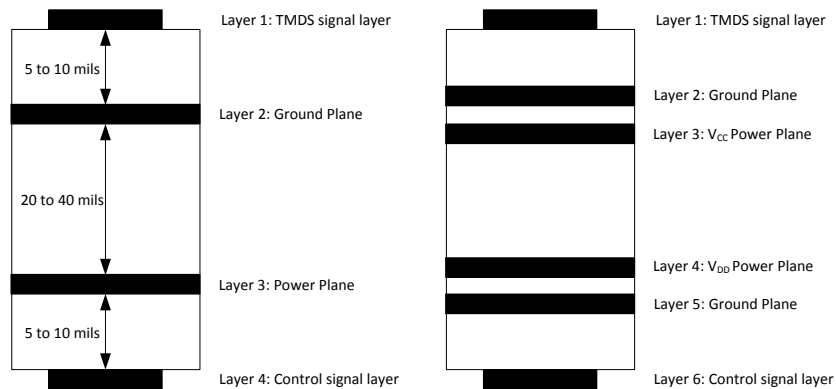 Layer 1: TMDS signal layer
5 to 10 mils
Layer 2: Ground Plane
20 to 40 mils
Layer 3: Power Plane
5 to 10 mils
Layer 4: Control signal layer
Layer 1: TMDS signal layer
Layer 2: Ground Plane
Layer 3: VCC Power Plane
Layer 4: VDD Power Plane
Layer 5: Ground Plane
Layer 6: Control signal layer